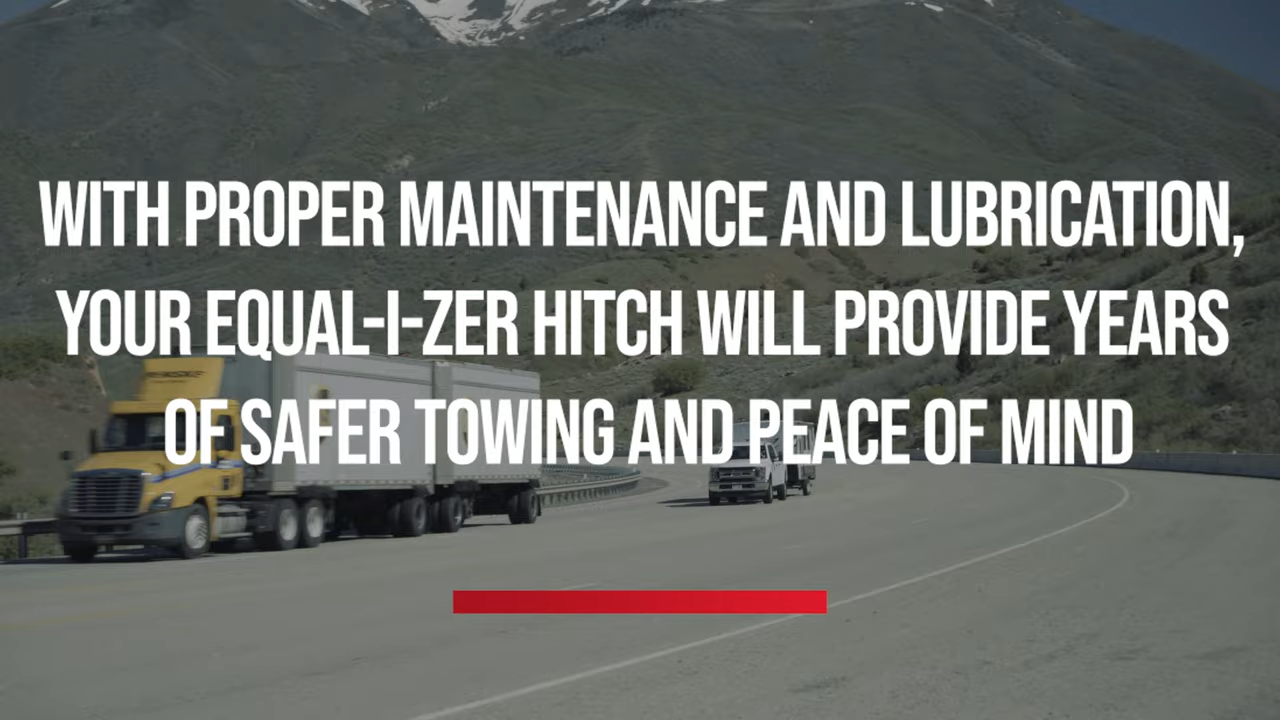 WITH PROPER MAINTENANCE AND LUBRICATION,
YOUR EQUAL-I-ZER HITCH WILL PROVIDE YEARS
OF SAFER TOWING AND PEACE OF MIND